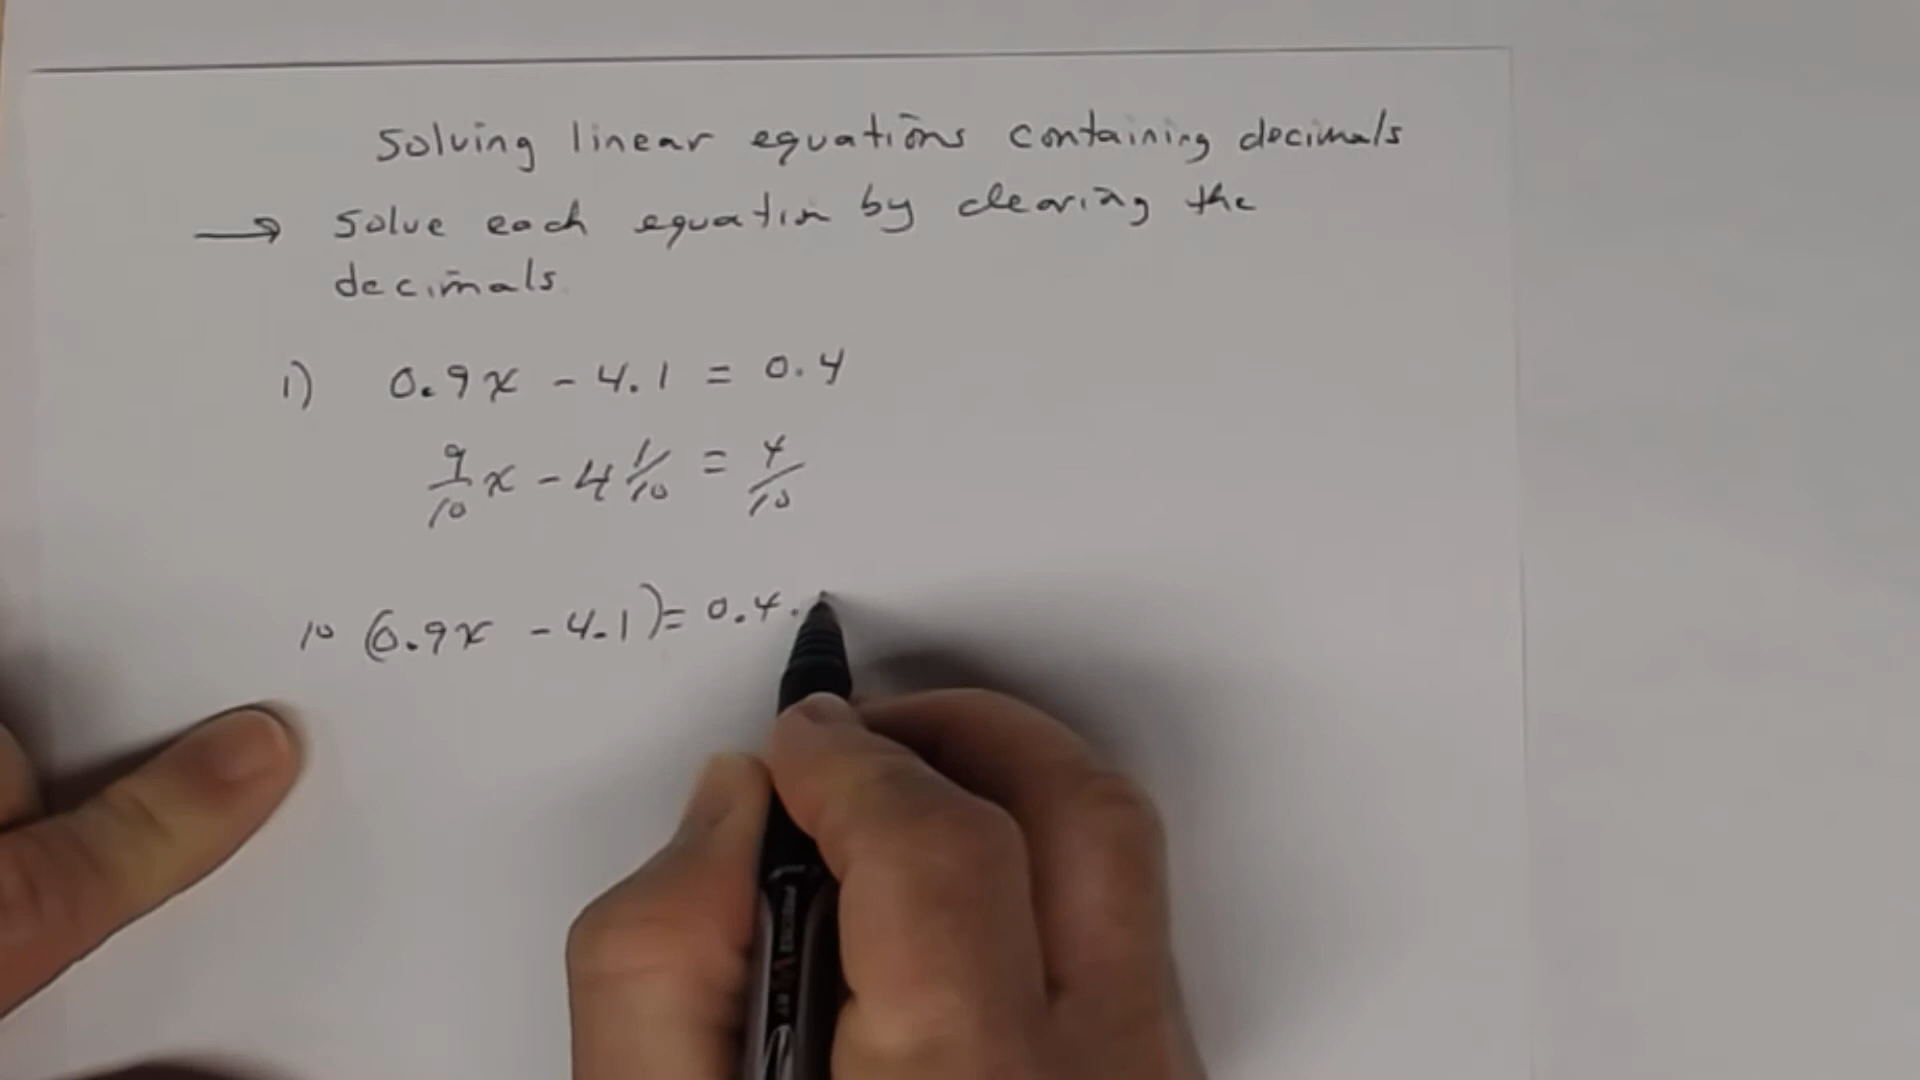 Solving linear equations containing decimals
→ Solve each equation by clearing the
decimals.
1) 0.9x - 4.1 = 0.4
9/10 x - 4 1/10 = 4/10
10 (0.9x - 4.1) = 0.4 ·